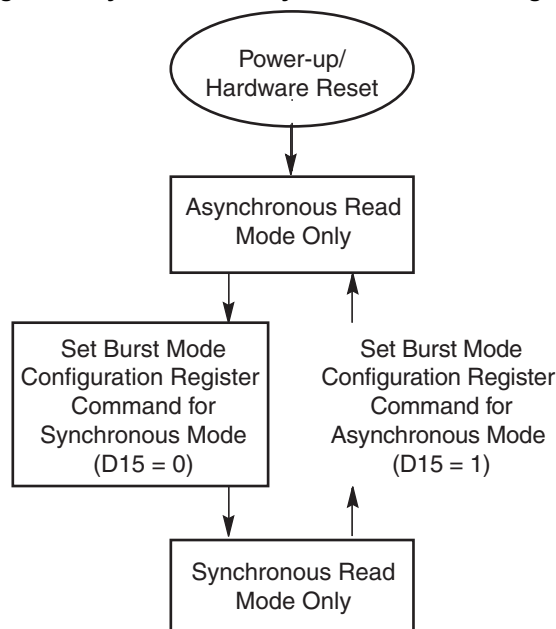 Power-up/
Hardware Reset
Asynchronous Read
Mode Only
Set Burst Mode
Configuration Register
Command for
Synchronous Mode
(D15 = 0)
Set Burst Mode
Configuration Register
Command for
Asynchronous Mode
(D15 = 1)
Synchronous Read
Mode Only